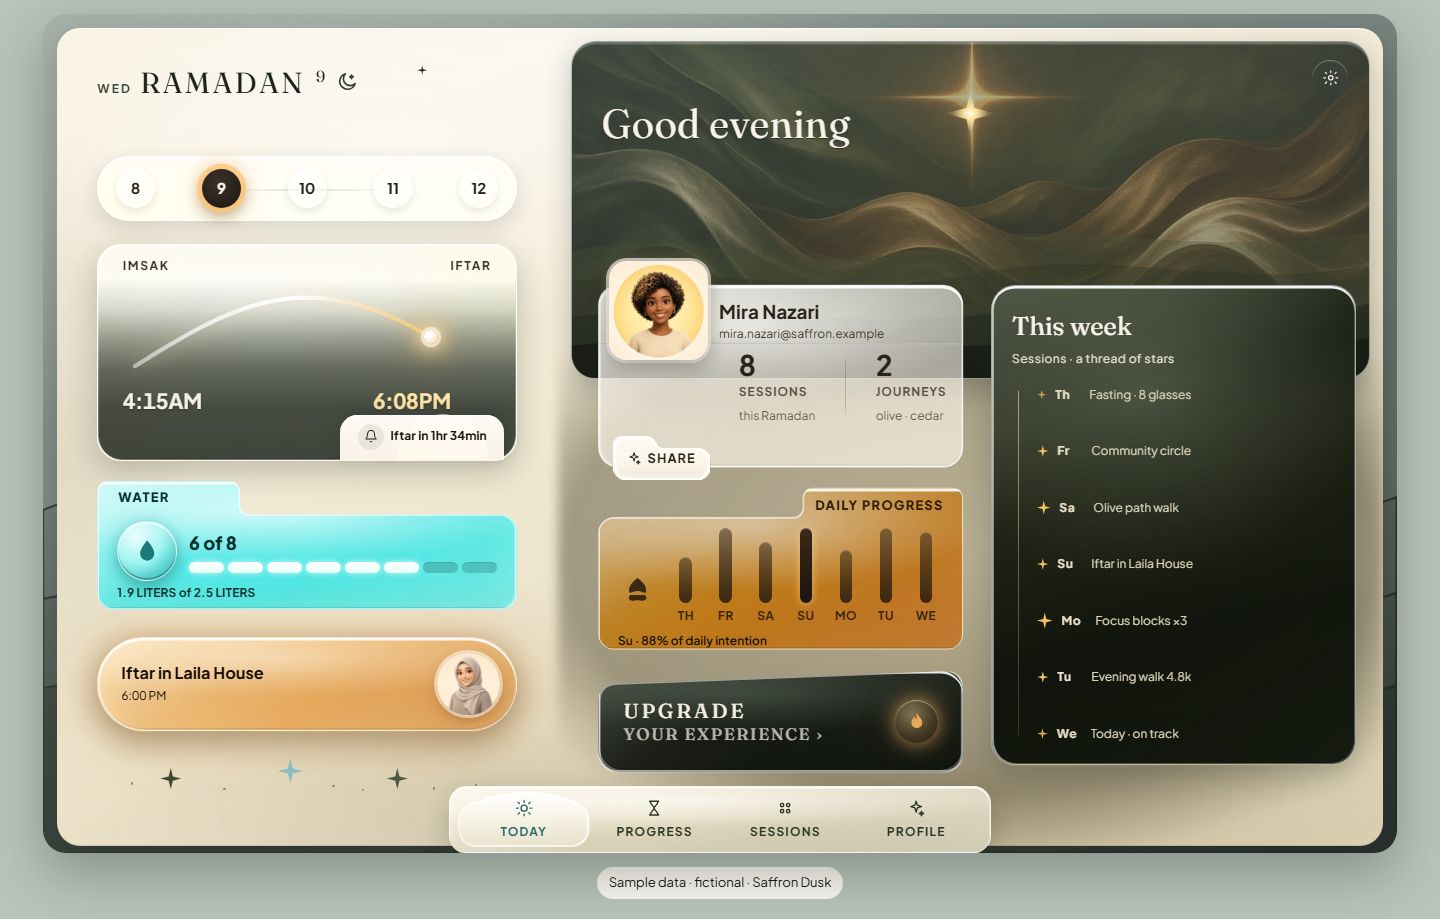 WED RAMADAN 9
8 9 10 11 12
IMSAK IFTAR
4:15AM 6:08PM
Iftar in 1hr 34min
WATER
6 of 8
1.9 LITERS of 2.5 LITERS
Iftar in Laila House
6:00 PM
Good evening
Mira Nazari
mira.nazari@saffron.example
8 2
SESSIONS JOURNEYS
this Ramadan olive · cedar
SHARE
DAILY PROGRESS
TH FR SA SU MO TU WE
Su · 88% of daily intention
UPGRADE
YOUR EXPERIENCE ›
This week
Sessions · a thread of stars
Th Fasting · 8 glasses
Fr Community circle
Sa Olive path walk
Su Iftar in Laila House
Mo Focus blocks ×3
Tu Evening walk 4.8k
We Today · on track
TODAY PROGRESS SESSIONS PROFILE
Sample data · fictional · Saffron Dusk